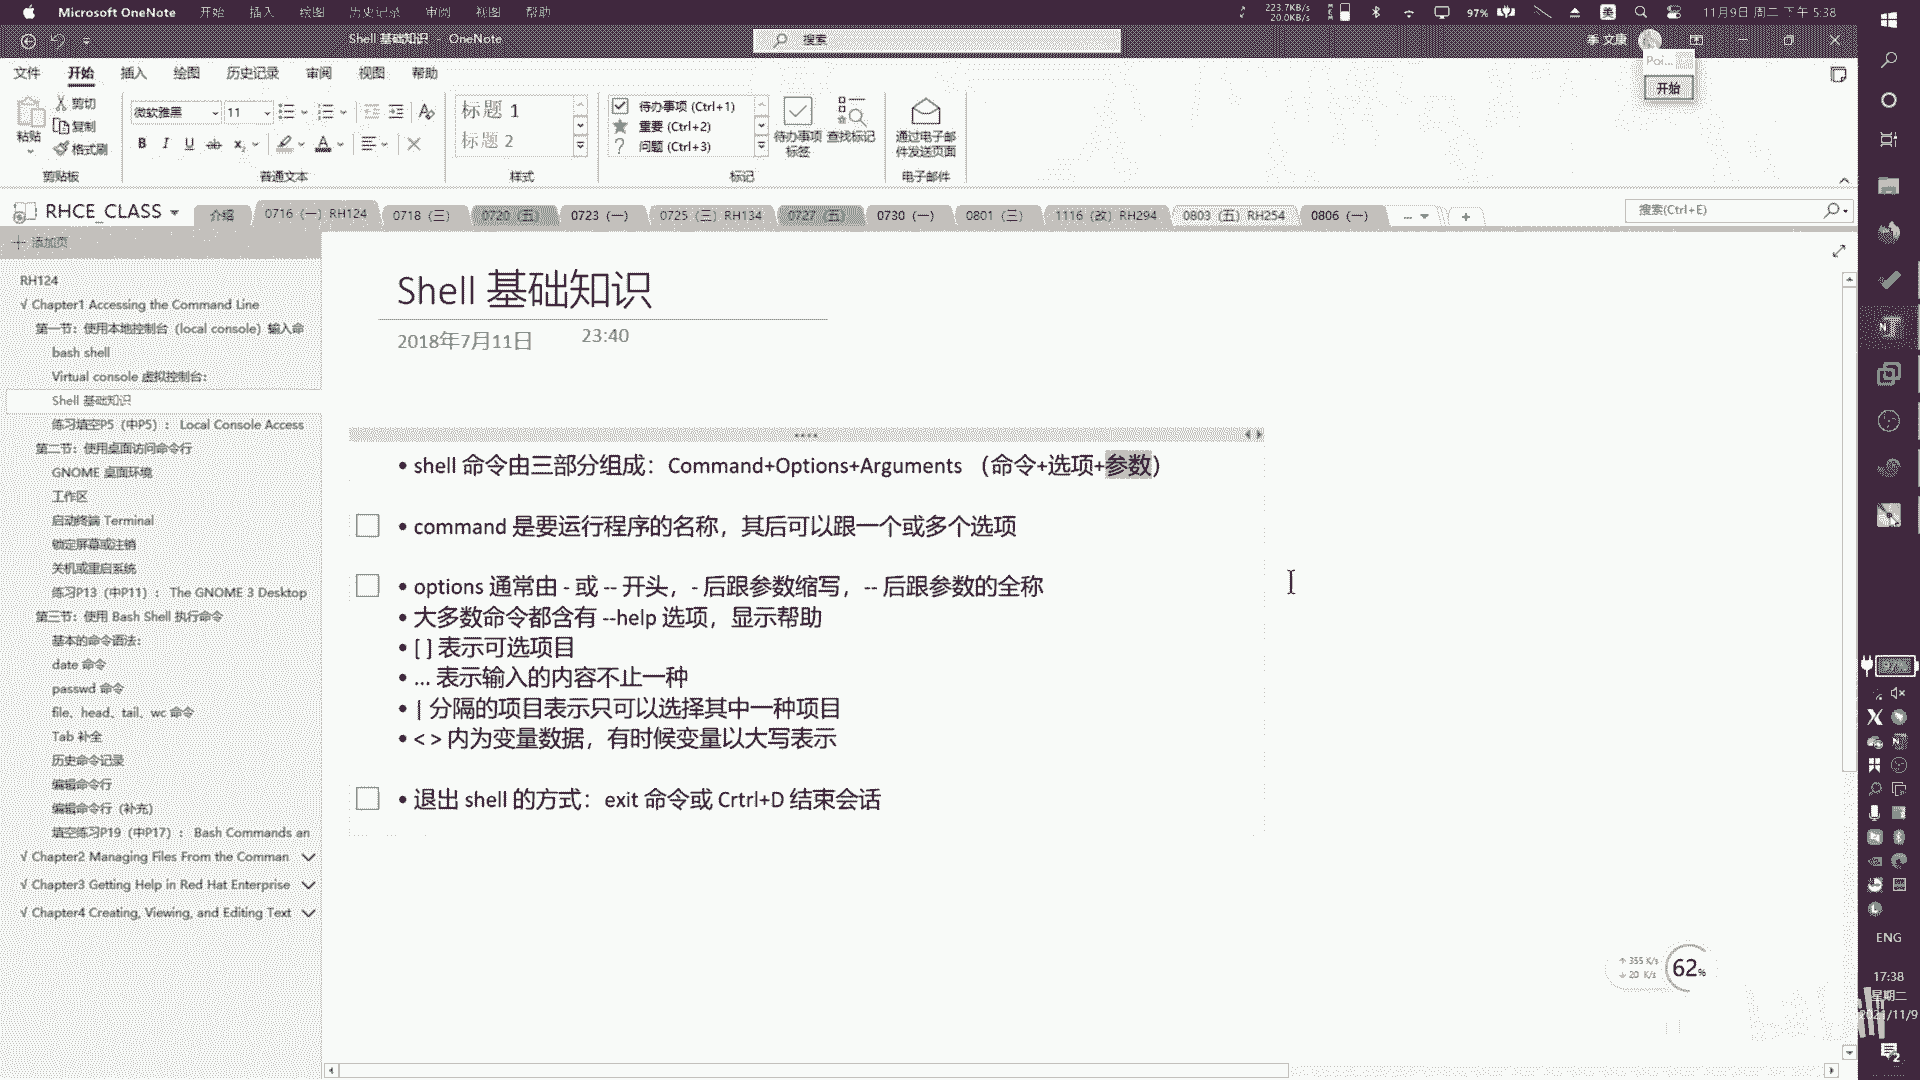 Microsoft OneNote 开始 插入 绘图 历史记录 审阅 视图 帮助
223.7KB/s
20.0KB/s
97%
美
11月9日 周二 下午 5:38
Shell 基础知识 - OneNote
搜索
季 文康
文件 开始 插入 绘图 历史记录 审阅 视图 帮助
Poi...
开始
粘贴
剪切
复制
格式刷
剪贴板
微软雅黑 11
B I U ab x
普通文本
标题 1
标题 2
样式
待办事项 (Ctrl+1)
重要 (Ctrl+2)
问题 (Ctrl+3)
待办事项
标签
查找标记
标记
通过电子邮
件发送页面
电子邮件
RHCE_CLASS
介绍
0716（一）RH124
0718（三）
0720（五）
0723（一）
0725（三）RH134
0727（五）
0730（一）
0801（三）
1116（改）RH294
0803（五）RH254
0806（一）
...
搜索(Ctrl+E)
添加页
RH124
√ Chapter1 Accessing the Command Line
第一节：使用本地控制台（local console）输入命
bash shell
Virtual console 虚拟控制台:
Shell 基础知识
练习填空P5（中P5）： Local Console Access
第二节：使用桌面访问命令行
GNOME 桌面环境
工作区
启动终端 Terminal
锁定屏幕或注销
关机或重启系统
练习P13（中P11）： The GNOME 3 Desktop
第三节：使用 Bash Shell 执行命令
基本的命令语法:
date 命令
passwd 命令
file、head、tail、wc 命令
Tab 补全
历史命令记录
编辑命令行
编辑命令行（补充）
填空练习P19（中P17）： Bash Commands an
√ Chapter2 Managing Files From the Comman
√ Chapter3 Getting Help in Red Hat Enterprise
√ Chapter4 Creating, Viewing, and Editing Text
Shell 基础知识
2018年7月11日 23:40
• shell 命令由三部分组成：Command+Options+Arguments （命令+选项+参数）
• command 是要运行程序的名称，其后可以跟一个或多个选项
• options 通常由 - 或 -- 开头，- 后跟参数缩写，-- 后跟参数的全称
• 大多数命令都含有 --help 选项，显示帮助
• [ ] 表示可选项目
• ... 表示输入的内容不止一种
• | 分隔的项目表示只可以选择其中一种项目
• < > 内为变量数据，有时候变量以大写表示
• 退出 shell 的方式：exit 命令或 Crtrl+D 结束会话
↑ 355 K/s
↓ 20 K/s
62%
97%
ENG
17:38
星期二
2021/11/9
2